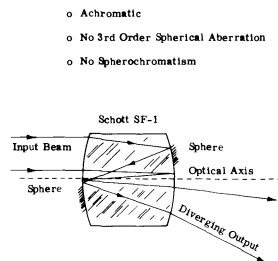 o Achromatic
o No 3rd Order Spherical Aberration
o No Spherochromatism
Schott SF-1
Input Beam
Sphere
Optical Axis
Sphere
Diverging Output